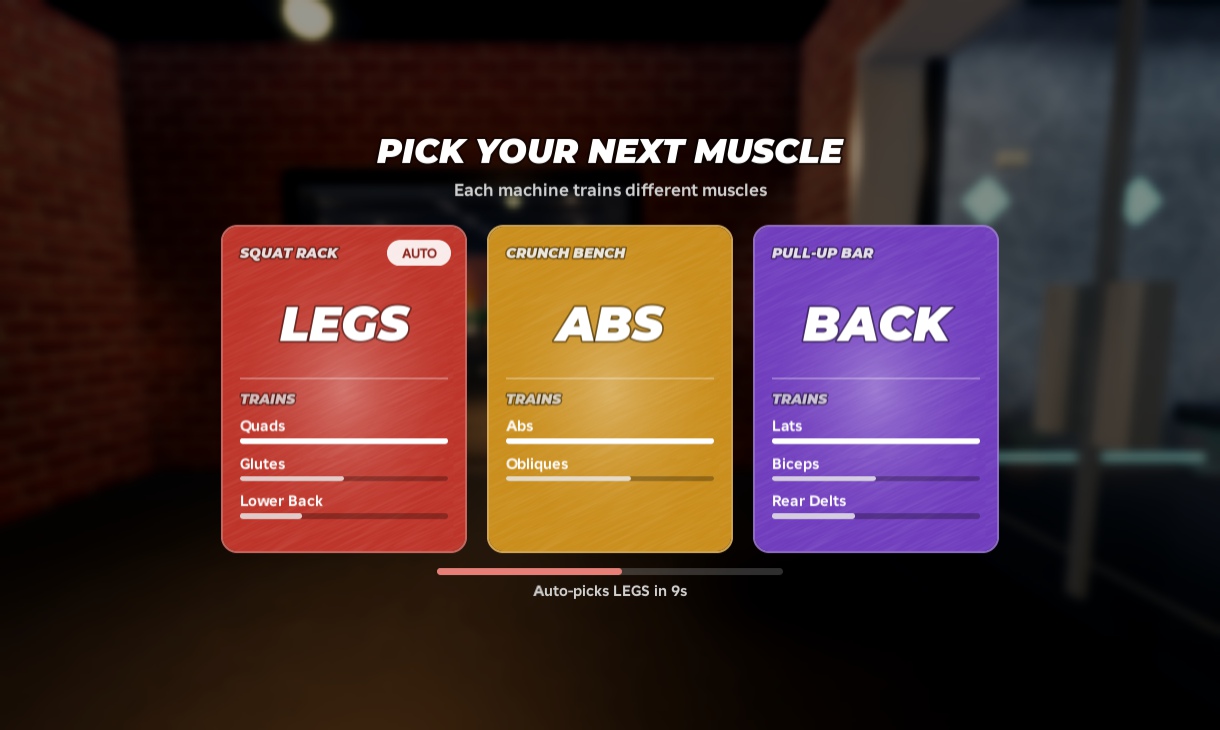 PICK YOUR NEXT MUSCLE
Each machine trains different muscles
SQUAT RACK
AUTO
LEGS
TRAINS
Quads
Glutes
Lower Back
CRUNCH BENCH
ABS
TRAINS
Abs
Obliques
PULL-UP BAR
BACK
TRAINS
Lats
Biceps
Rear Delts
Auto-picks LEGS in 9s